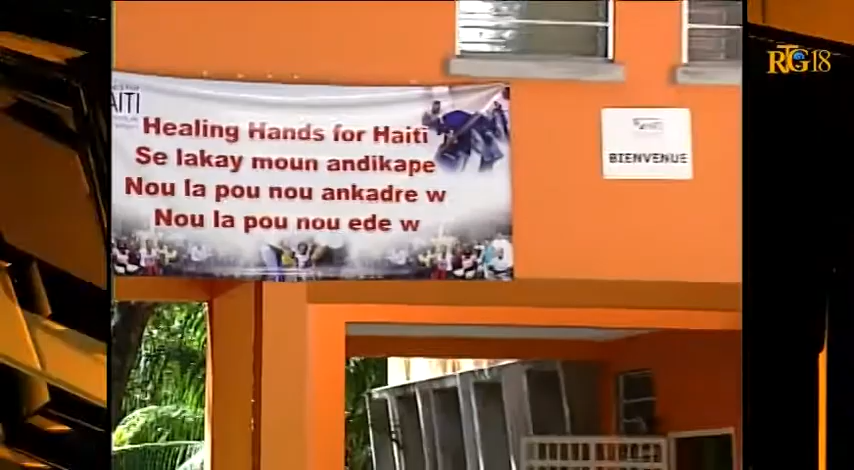 RTG18
AITI
Healing Hands for Haiti
Se lakay moun andikape
Nou la pou nou ankadre w
Nou la pou nou ede w
BIENVENUE